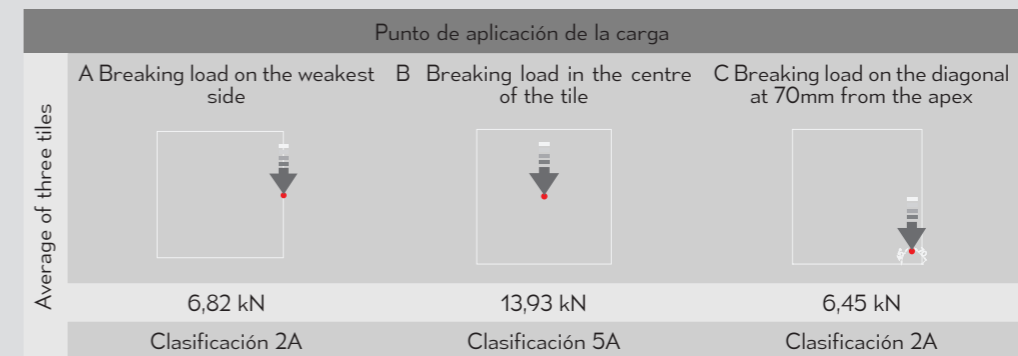 Punto de aplicación de la carga
Average of three tiles
A Breaking load on the weakest
side
B Breaking load in the centre
of the tile
C Breaking load on the diagonal
at 70mm from the apex
6,82 kN
13,93 kN
6,45 kN
Clasificación 2A
Clasificación 5A
Clasificación 2A